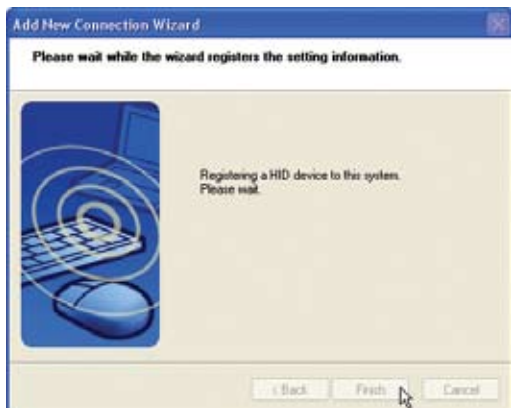 Add New Connection Wizard
Please wait while the wizard registers the setting information.
Registering a HID device to this system.
Please wait.
< Back Finish Cancel